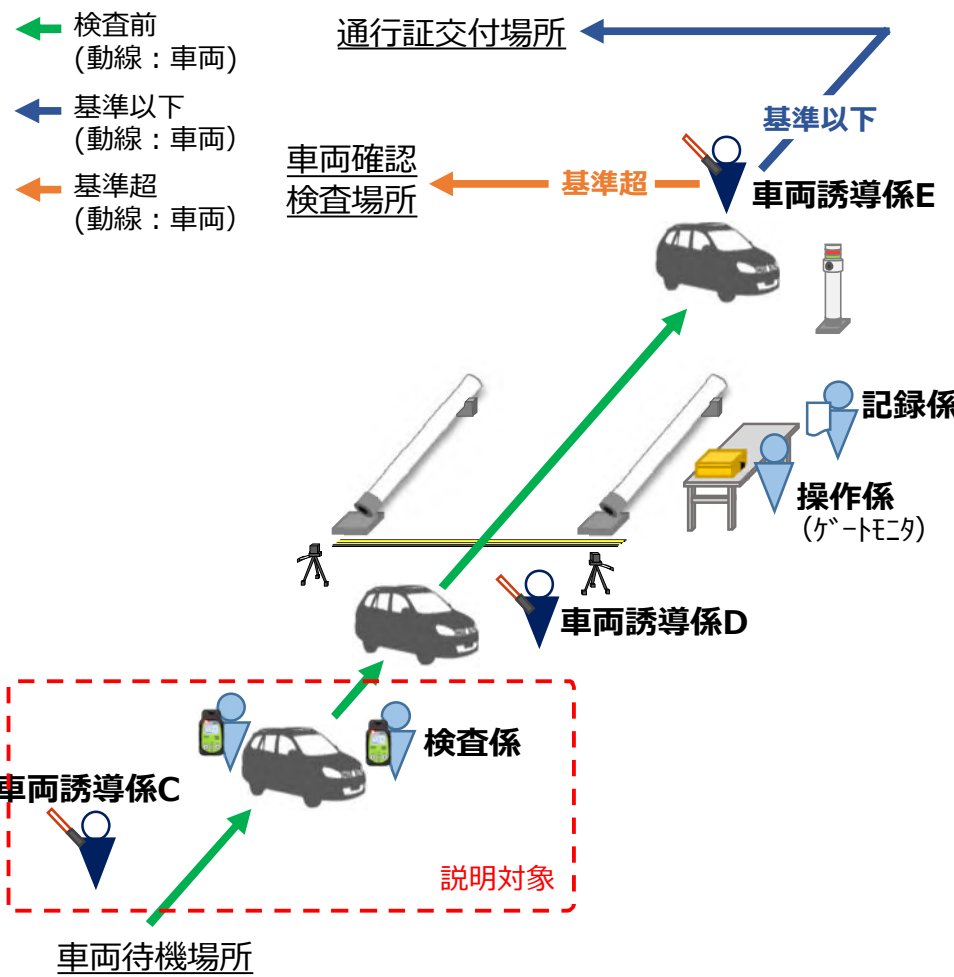 検査前
(動線：車両)
基準以下
(動線：車両)
基準超
(動線：車両)
通行証交付場所
基準以下
車両確認
検査場所
基準超
車両誘導係E
記録係
操作係
(ｹﾞｰﾄﾓﾆﾀ)
車両誘導係D
検査係
車両誘導係C
説明対象
車両待機場所